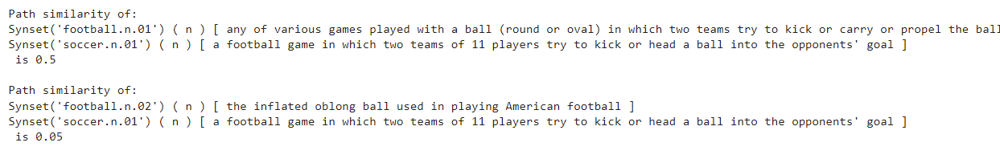 Path similarity of:
Synset('football.n.01') ( n ) [ any of various games played with a ball (round or oval) in which two teams try to kick or carry or propel the ball
Synset('soccer.n.01') ( n ) [ a football game in which two teams of 11 players try to kick or head a ball into the opponents' goal ]
 is 0.5

Path similarity of:
Synset('football.n.02') ( n ) [ the inflated oblong ball used in playing American football ]
Synset('soccer.n.01') ( n ) [ a football game in which two teams of 11 players try to kick or head a ball into the opponents' goal ]
 is 0.05